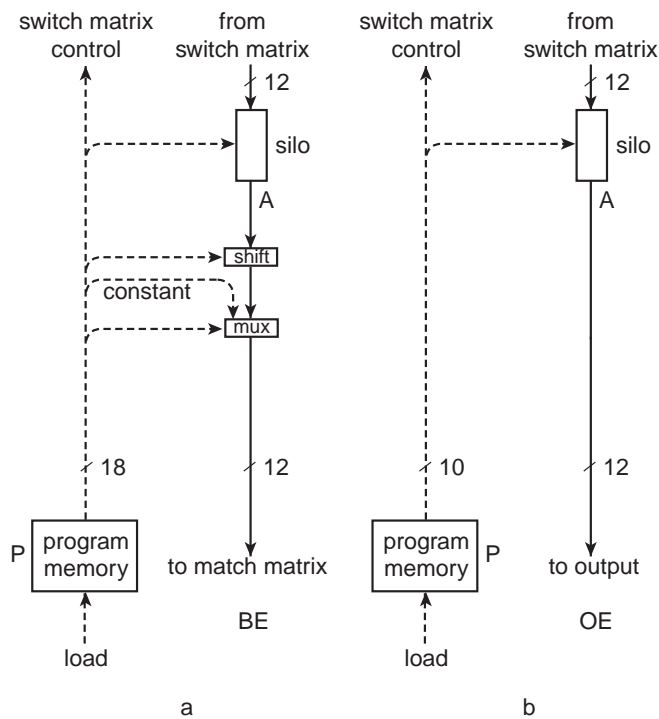 switch matrix
control
from
switch matrix
12
silo
A
shift
constant
mux
18
12
P
program
memory
to match matrix
BE
load
a
switch matrix
control
from
switch matrix
12
silo
A
10
12
program
memory
P
to output
OE
load
b